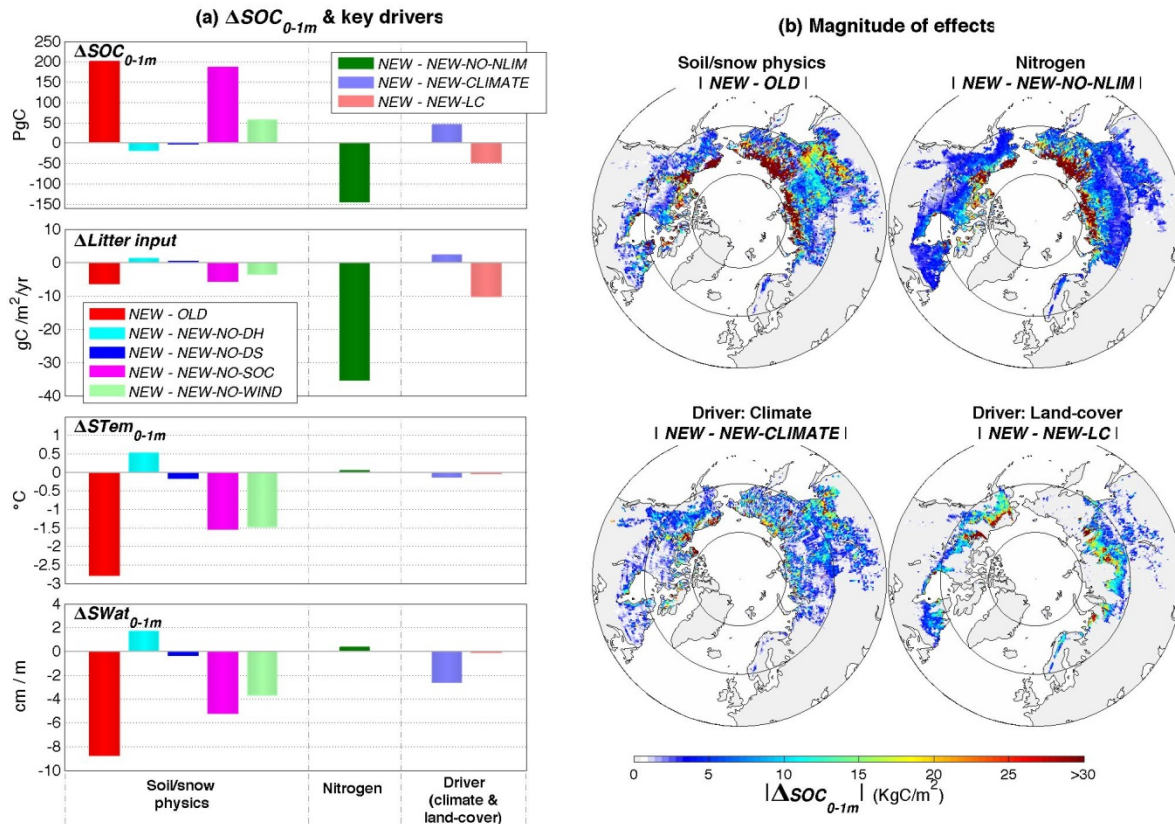 (a) ΔSOC0-1m & key drivers
ΔSOC0-1m
NEW - NEW-NO-NLIM
NEW - NEW-CLIMATE
NEW - NEW-LC
PgC
250
200
150
100
50
0
-50
-100
-150
ΔLitter input
gC /m2/yr
10
0
-10
-20
-30
-40
NEW - OLD
NEW - NEW-NO-DH
NEW - NEW-NO-DS
NEW - NEW-NO-SOC
NEW - NEW-NO-WIND
ΔSTem0-1m
°C
1
0.5
0
-0.5
-1
-1.5
-2
-2.5
-3
ΔSWat0-1m
cm / m
4
2
0
-2
-4
-6
-8
-10
Soil/snow
physics
Nitrogen
Driver
(climate &
land-cover)
(b) Magnitude of effects
Soil/snow physics
| NEW - OLD |
Nitrogen
| NEW - NEW-NO-NLIM |
Driver: Climate
| NEW - NEW-CLIMATE |
Driver: Land-cover
| NEW - NEW-LC |
0 5 10 15 20 25 >30
|ΔSOC0-1m| (KgC/m2)